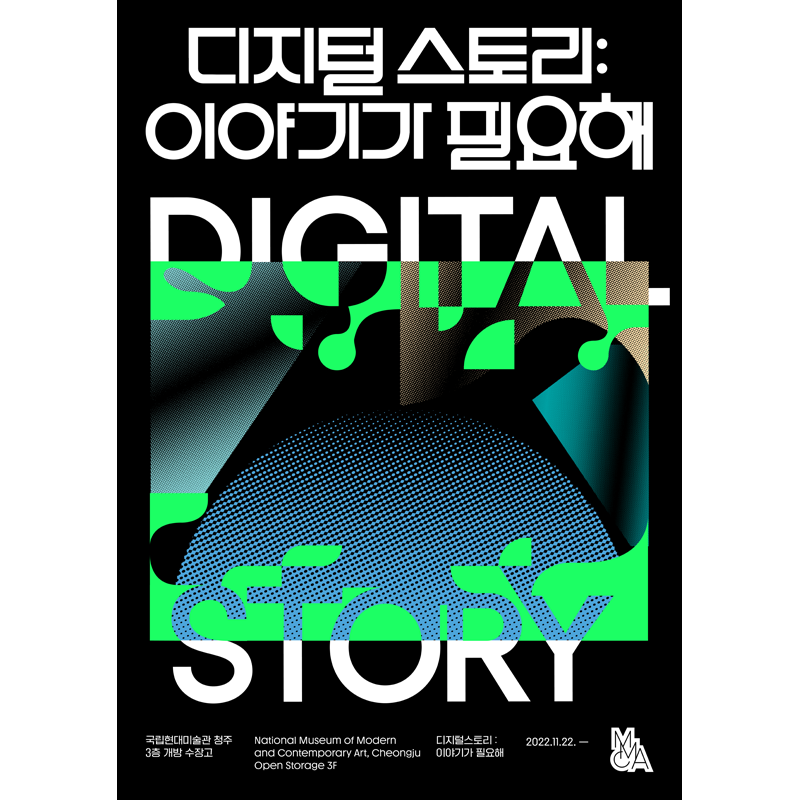 디지털 스토리:
이야기가 필요해
DIGITAL
STORY
국립현대미술관 청주
3층 개방 수장고
National Museum of Modern
and Contemporary Art, Cheongju
Open Storage 3F
디지털스토리 :
이야기가 필요해
2022.11.22. —
MMCA